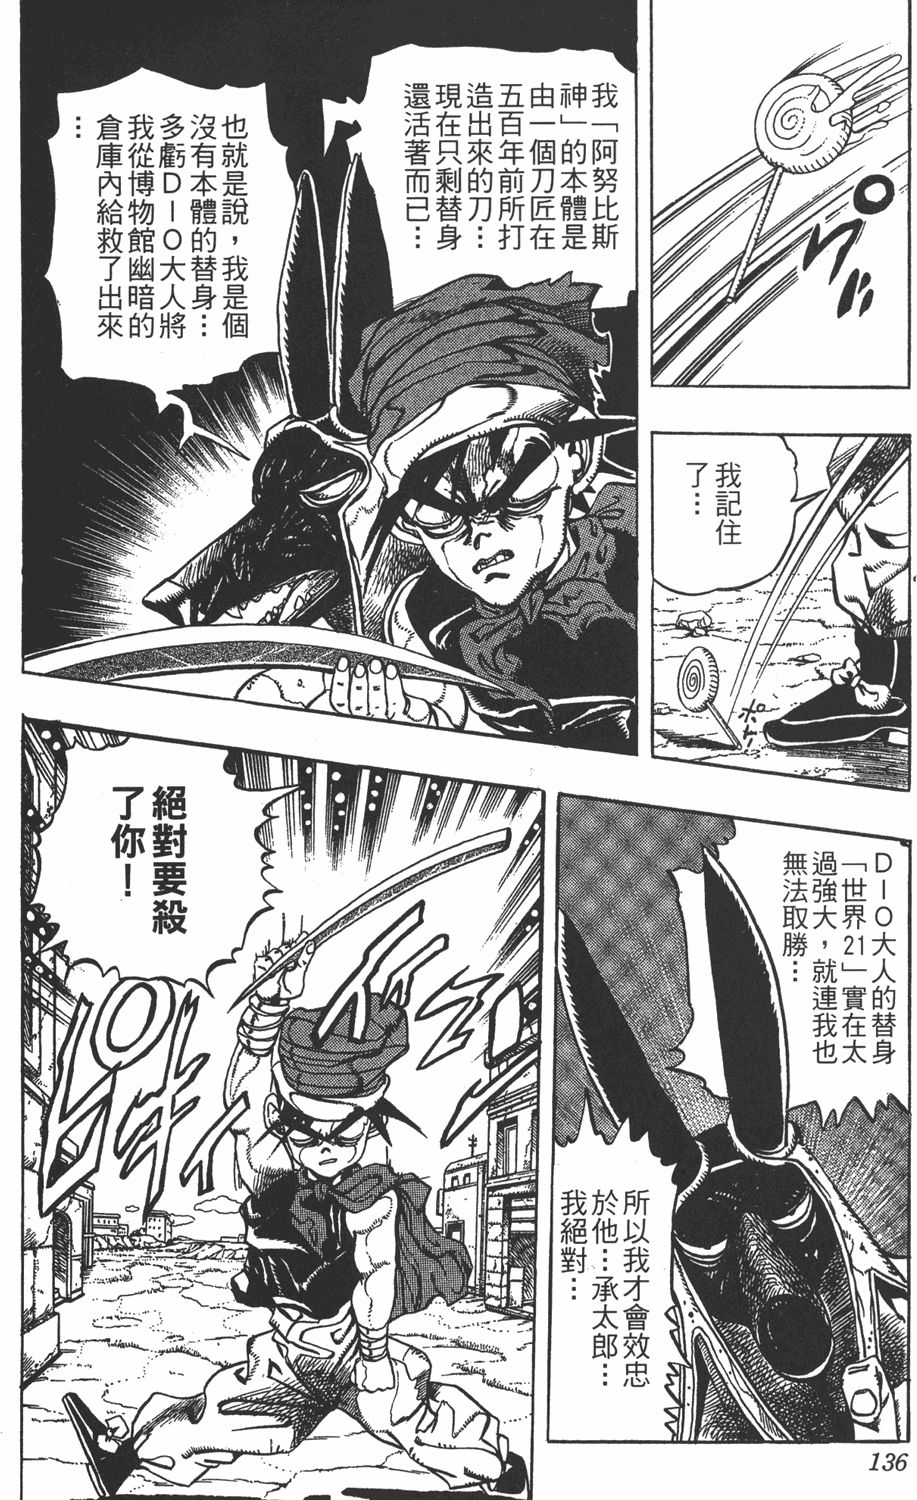 パッ
我記住
了…
ポトー
我「阿努比斯
神」的本體是
由一個刀匠在
五百年前所打
造出來的刀…
現在只剩替身
還活著而已…
也就是說，我是個
沒有本體的替身…
多虧DIO大人將
我從博物館幽暗的
倉庫內給救了出來
…
DIO大人的替身
「世界21」實在太
過強大，就連我也
無法取勝…
所以我才會效忠
於他…承太郎…
我絕對…
絕對要殺
了你！
136